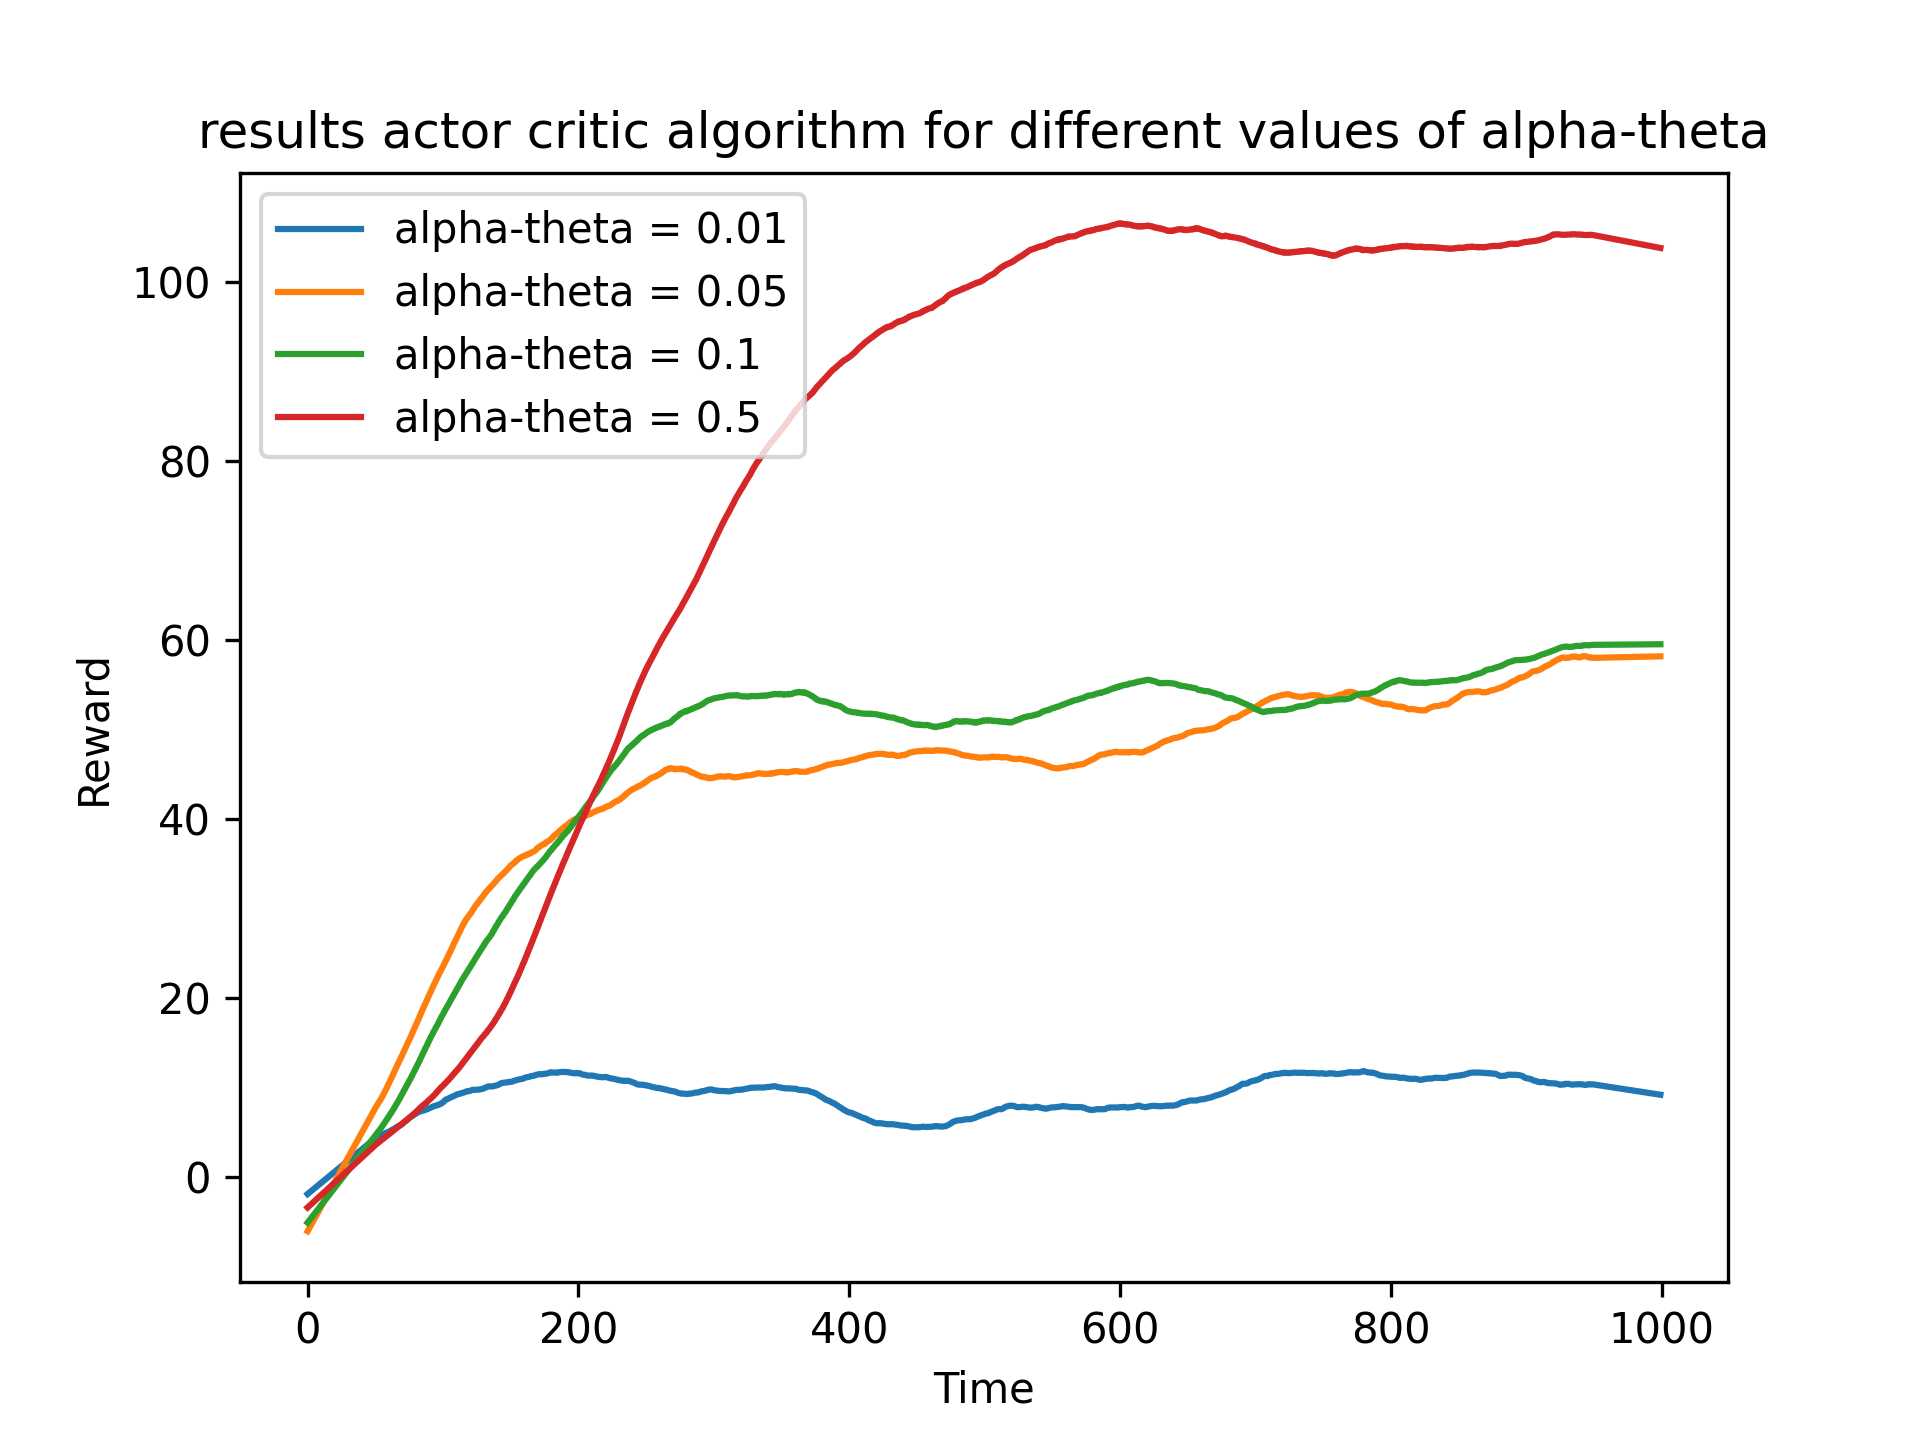 results actor critic algorithm for different values of alpha-theta
alpha-theta = 0.01
alpha-theta = 0.05
alpha-theta = 0.1
alpha-theta = 0.5
Reward
100
80
60
40
20
0
0 200 400 600 800 1000
Time